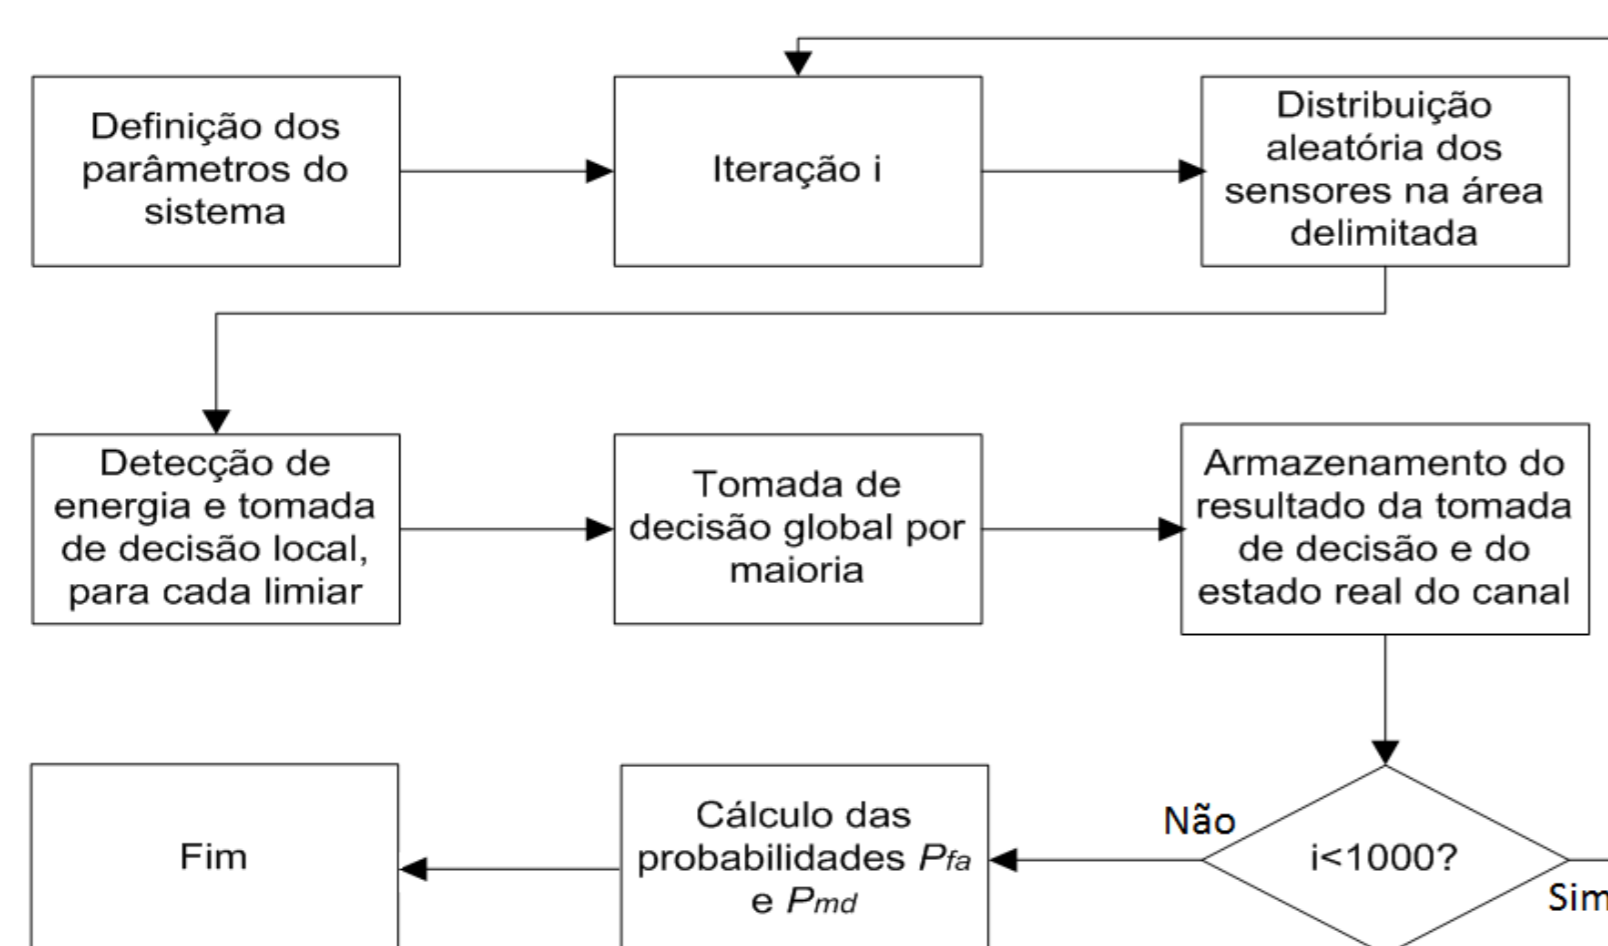 Definição dos
parâmetros do
sistema
Iteração i
Distribuição
aleatória dos
sensores na área
delimitada
Detecção de
energia e tomada
de decisão local,
para cada limiar
Tomada de
decisão global por
maioria
Armazenamento do
resultado da tomada
de decisão e do
estado real do canal
i<1000?
Não
Sim
Cálculo das
probabilidades Pfa
e Pmd
Fim